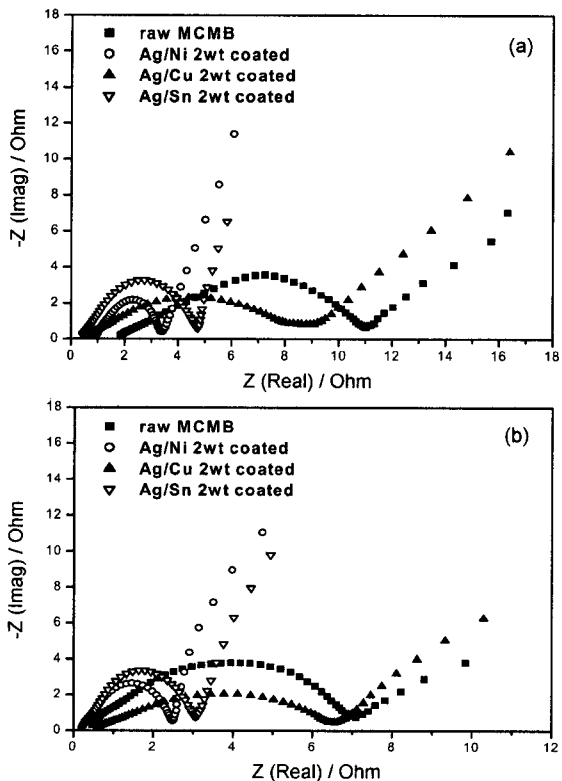 18
16
14
12
10
8
6
4
2
0
-Z (Imag) / Ohm
raw MCMB
Ag/Ni 2wt coated
Ag/Cu 2wt coated
Ag/Sn 2wt coated
(a)
0 2 4 6 8 10 12 14 16 18
Z (Real) / Ohm
18
16
14
12
10
8
6
4
2
0
-Z (Imag) / Ohm
raw MCMB
Ag/Ni 2wt coated
Ag/Cu 2wt coated
Ag/Sn 2wt coated
(b)
0 2 4 6 8 10 12
Z (Real) / Ohm